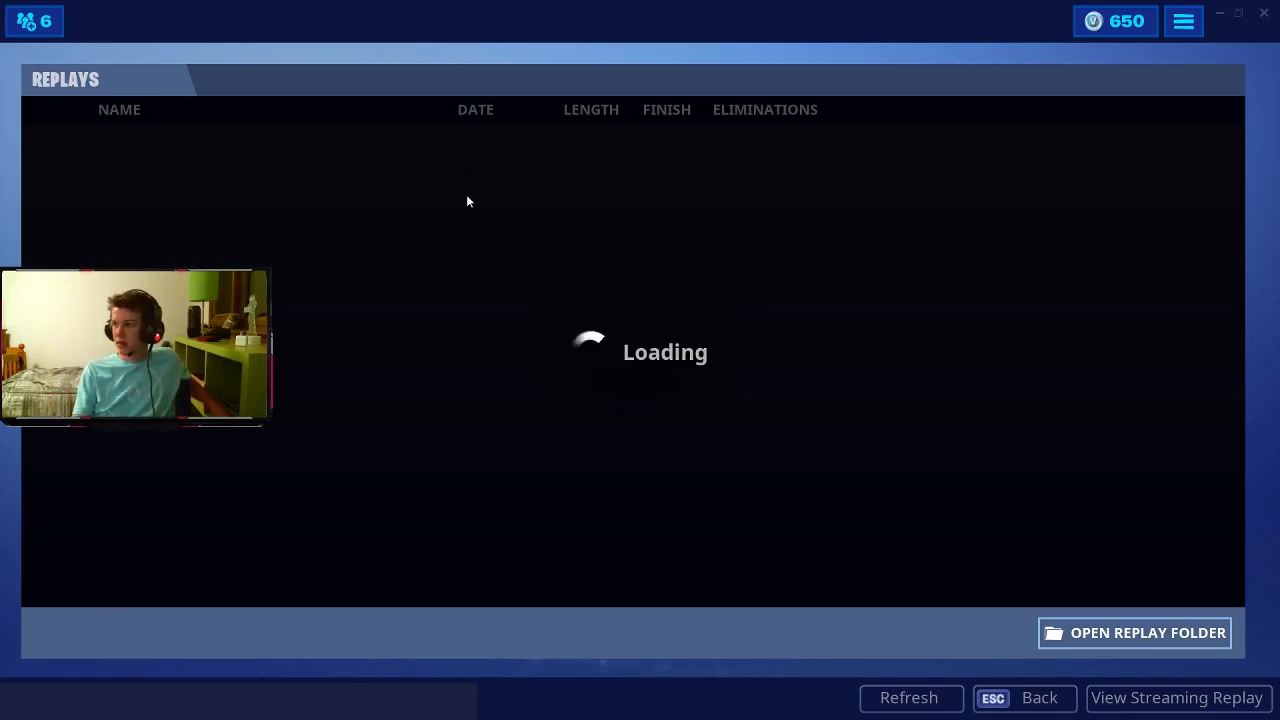 6
650
REPLAYS
NAME DATE LENGTH FINISH ELIMINATIONS
Loading
OPEN REPLAY FOLDER
Refresh ESC Back View Streaming Replay